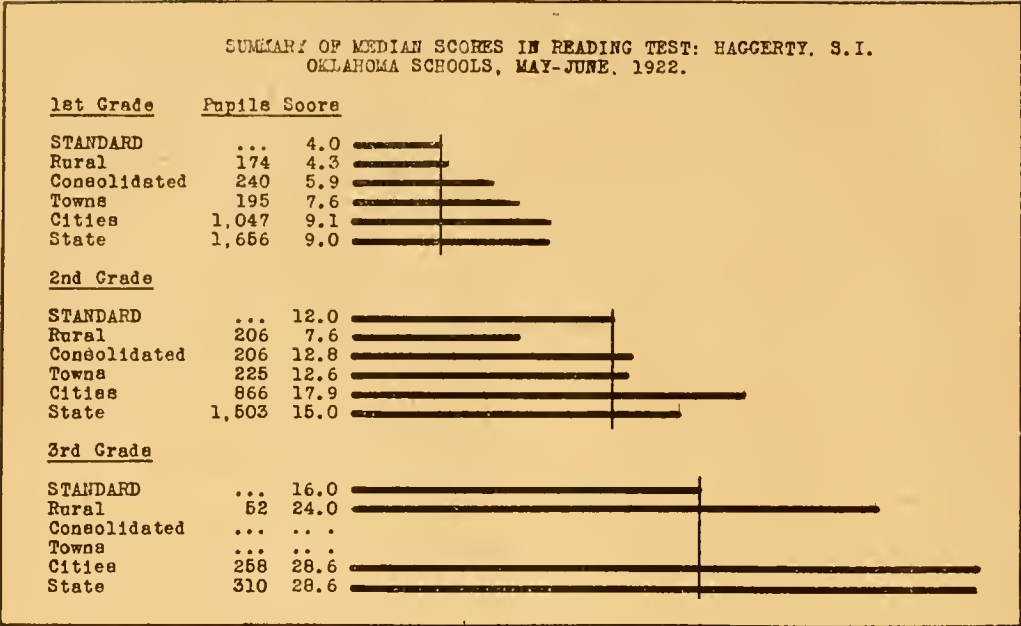 SUMMARY OF MEDIAN SCORES IN READING TEST: HAGGERTY, S.I.
OKLAHOMA SCHOOLS, MAY-JUNE, 1922.
1st Grade Pupils Score
STANDARD ... 4.0
Rural 174 4.3
Consolidated 240 5.9
Towns 195 7.6
Cities 1,047 9.1
State 1,656 9.0
2nd Grade
STANDARD ... 12.0
Rural 206 7.6
Consolidated 206 12.8
Towns 225 12.6
Cities 866 17.9
State 1,503 15.0
3rd Grade
STANDARD ... 16.0
Rural 52 24.0
Consolidated ... ...
Towns ... ...
Cities 258 28.6
State 310 28.6